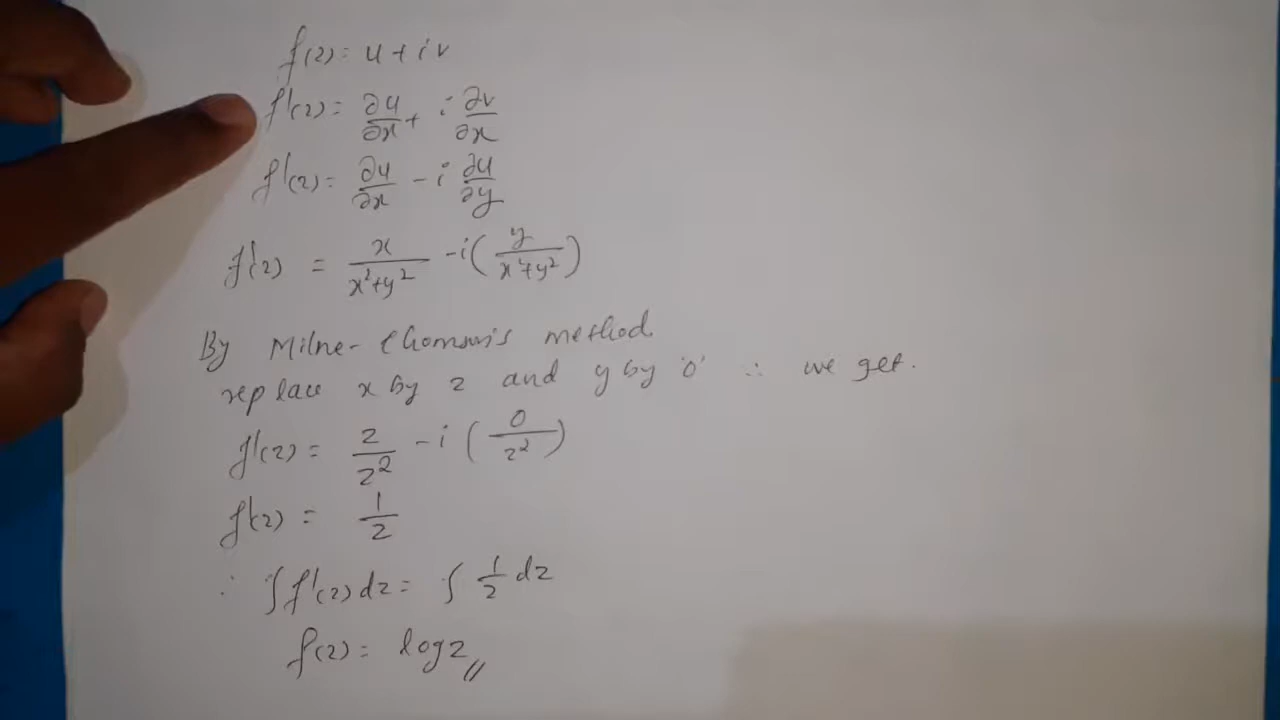 f(z) = u + iv
f'(z) = ∂u/∂x + i ∂v/∂x
f'(z) = ∂u/∂x - i ∂u/∂y
f'(z) = x/(x²+y²) - i(y/(x²+y²))
By Milne-Thomson's method
replace x by z and y by '0' ∴ we get.
f'(z) = z/z² - i(0/z²)
f'(z) = 1/z
∴ ∫f'(z)dz = ∫ 1/z dz
f(z) = log z //